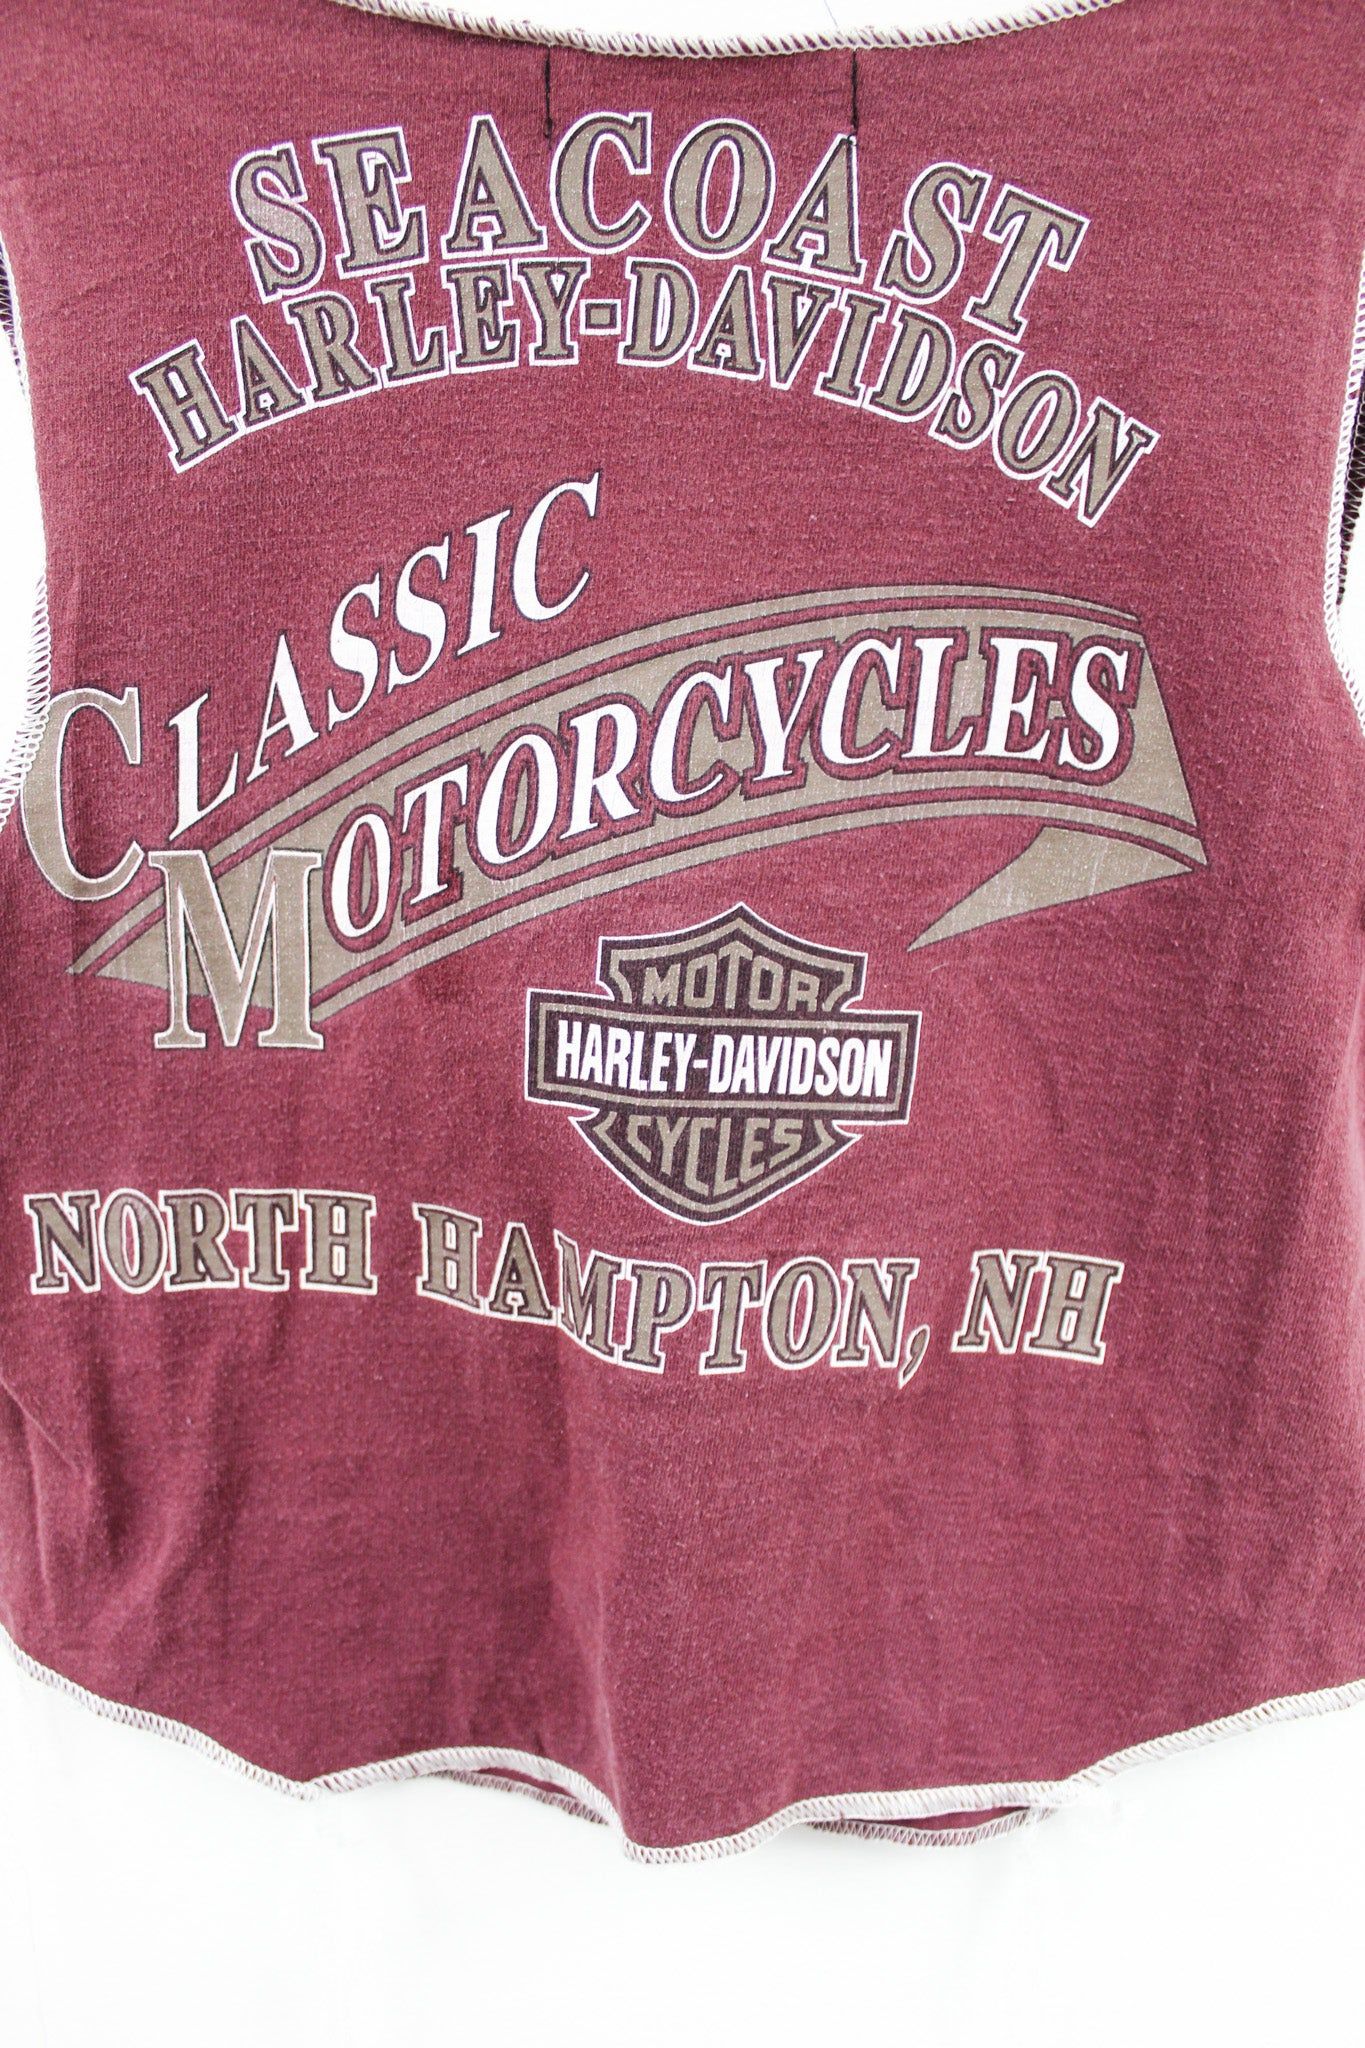 SEACOAST
HARLEY-DAVIDSON
CLASSIC
MOTORCYCLES
MOTOR
HARLEY-DAVIDSON
CYCLES
NORTH HAMPTON, NH